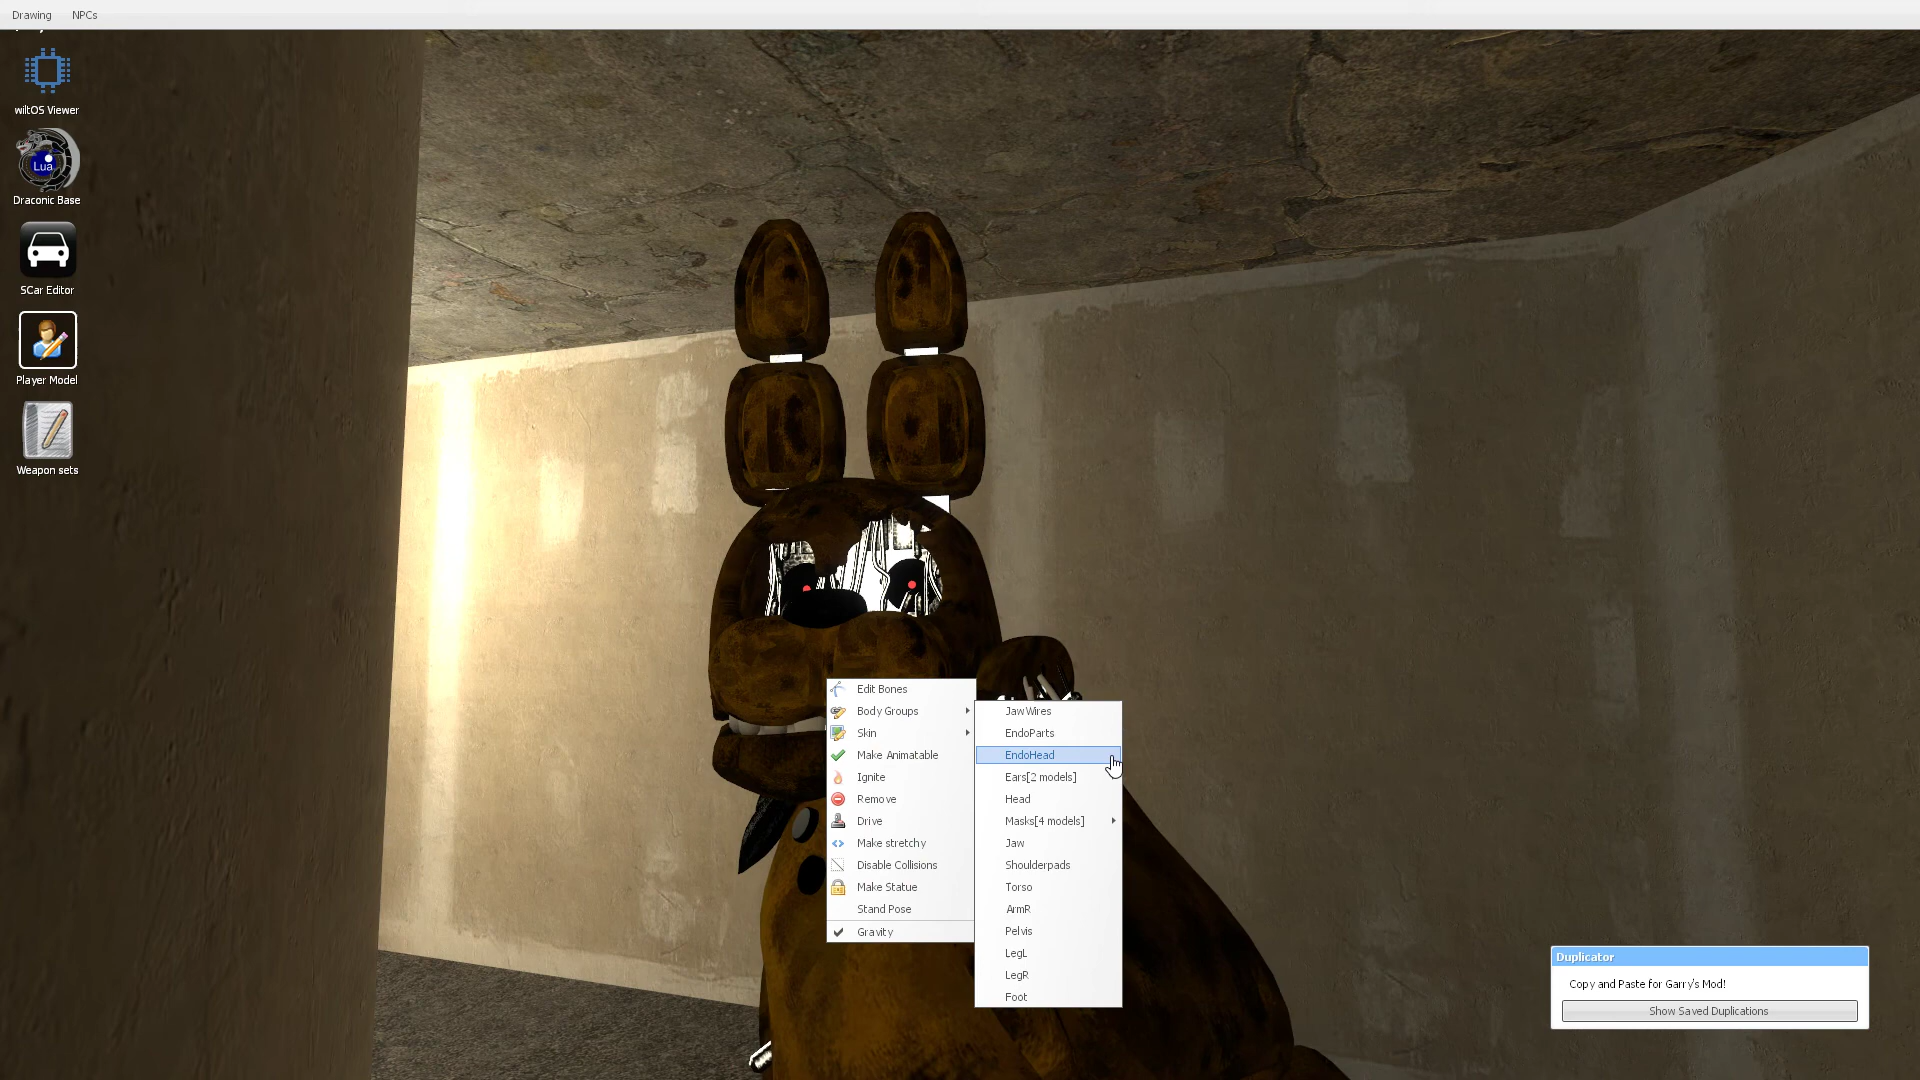 Drawing NPCs
wiltOS Viewer
Lua
Draconic Base
SCar Editor
Player Model
Weapon sets
Edit Bones
Body Groups
Skin
Make Animatable
Ignite
Remove
Drive
Make stretchy
Disable Collisions
Make Statue
Stand Pose
Gravity
JawWires
EndoParts
EndoHead
Ears[2 models]
Head
Masks[4 models]
Jaw
Shoulderpads
Torso
ArmR
Pelvis
LegL
LegR
Foot
Duplicator
Copy and Paste for Garry's Mod!
Show Saved Duplications